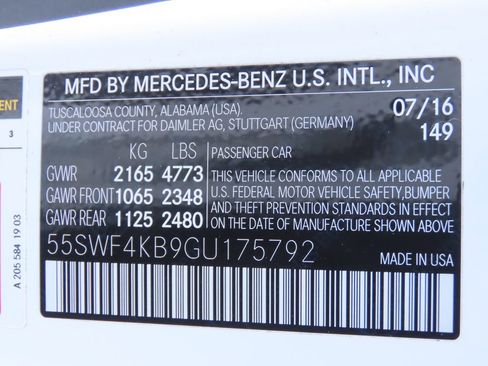 MFD BY MERCEDES-BENZ U.S. INTL., INC
TUSCALOOSA COUNTY, ALABAMA (USA). 07/16
UNDER CONTRACT FOR DAIMLER AG, STUTTGART (GERMANY) 149
KG LBS PASSENGER CAR
GVWR 2165 4773
GAWR FRONT 1065 2348
GAWR REAR 1125 2480
THIS VEHICLE CONFORMS TO ALL APPLICABLE
U.S. FEDERAL MOTOR VEHICLE SAFETY, BUMPER
AND THEFT PREVENTION STANDARDS IN EFFECT
ON THE DATE OF MANUFACTURE SHOWN ABOVE.
55SWF4KB9GU175792
MADE IN USA
3
A 205 584 19 03